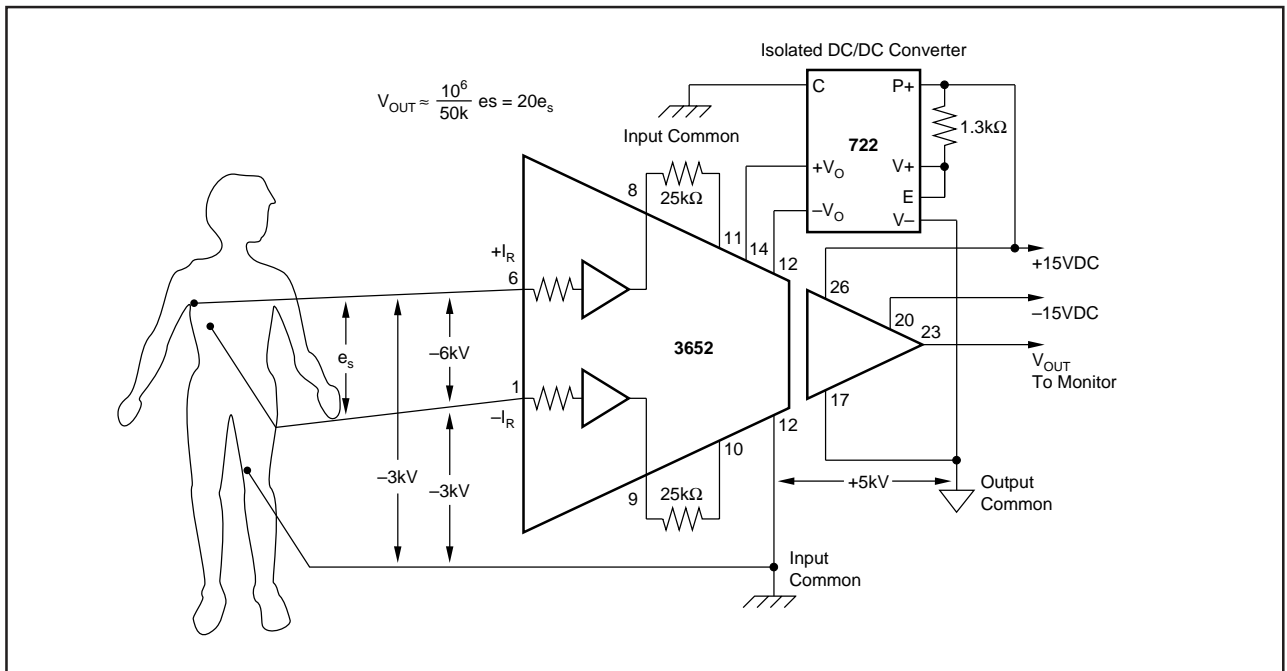 Isolated DC/DC Converter
V_OUT ≈ 10^6 / 50k es = 20e_s
C
P+
Input Common
722
1.3kΩ
+V_O
V+
E
–V_O
V–
8
25kΩ
11
14
12
+I_R
6
+15VDC
26
–15VDC
20
23
3652
e_s
–6kV
V_OUT
To Monitor
1
–I_R
17
12
10
–3kV
–3kV
+5kV
Output
Common
9
25kΩ
Input
Common